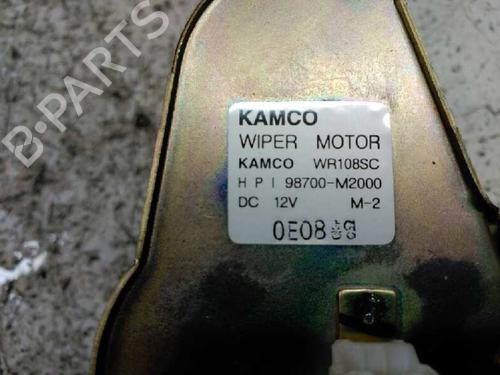 B-PARTS
KAMCO
WIPER MOTOR
KAMCO WR108SC
H P I 98700-M2000
DC 12V M-2
0E08